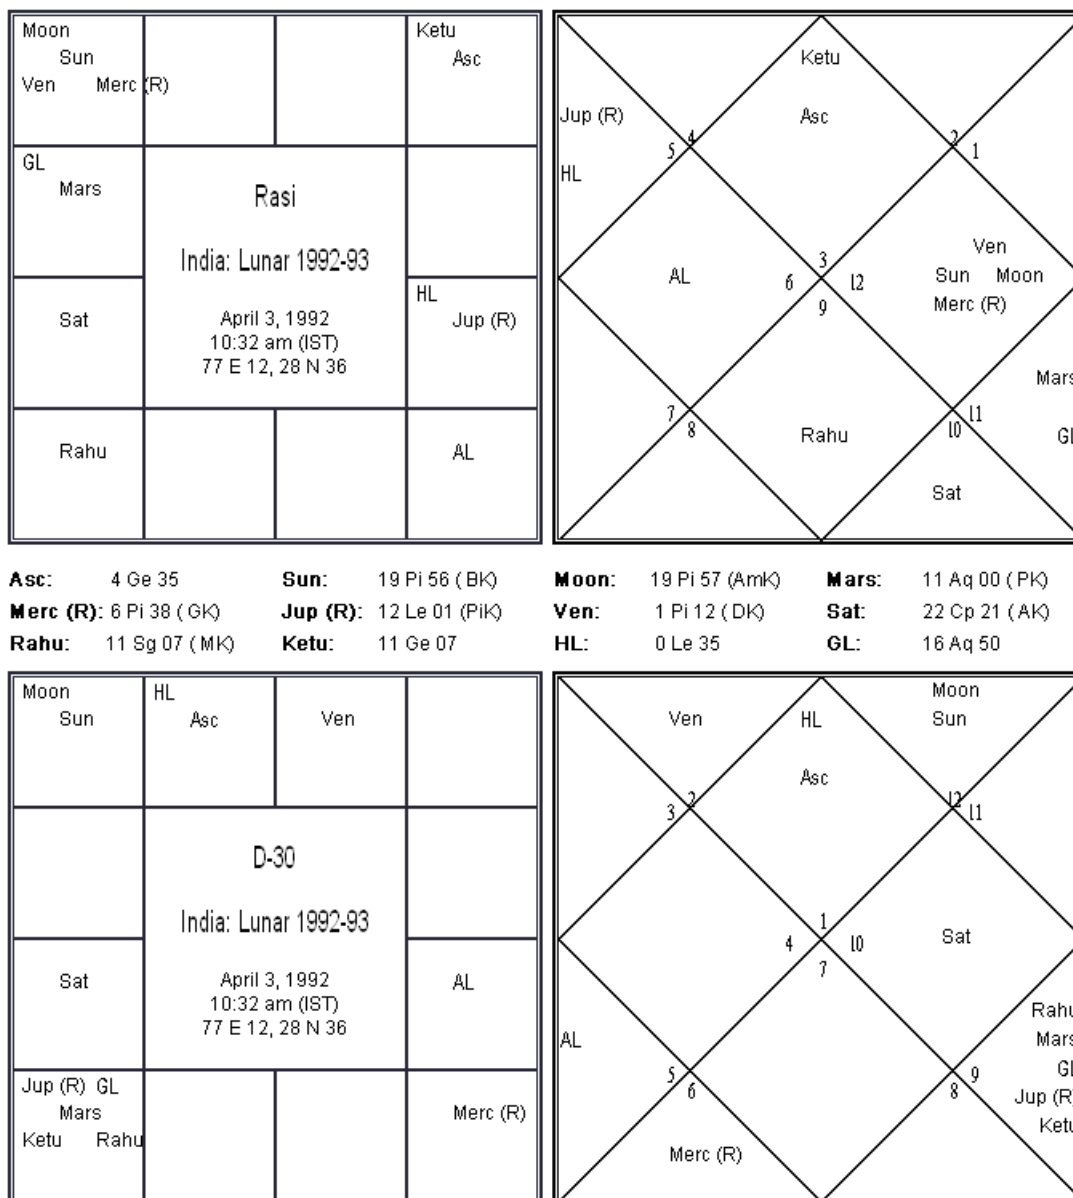 Moon
Sun
Ven Merc (R)
Ketu
Asc
GL
Mars
Rasi
India: Lunar 1992-93
April 3, 1992
10:32 am (IST)
77 E 12, 28 N 36
Sat
HL
Jup (R)
Rahu
AL
Ketu
Asc
Jup (R)
HL
4
5
2
1
AL
3
6
12
9
Ven
Sun Moon
Merc (R)
Mars
GL
7
8
Rahu
11
10
Sat
Asc: 4 Ge 35 Sun: 19 Pi 56 (BK) Moon: 19 Pi 57 (AmK) Mars: 11 Aq 00 (PK)
Merc (R): 6 Pi 38 (GK) Jup (R): 12 Le 01 (PiK) Ven: 1 Pi 12 (DK) Sat: 22 Cp 21 (AK)
Rahu: 11 Sg 07 (MK) Ketu: 11 Ge 07 HL: 0 Le 35 GL: 16 Aq 50
Moon
Sun
HL
Asc
Ven
D-30
India: Lunar 1992-93
April 3, 1992
10:32 am (IST)
77 E 12, 28 N 36
Sat
AL
Jup (R) GL
Mars
Ketu Rahu
Merc (R)
Ven
HL
Asc
Moon
Sun
2
3
12
11
1
4
10
7
Sat
AL
5
6
Rahu
Mars
GL
Jup (R)
Ketu
9
8
Merc (R)